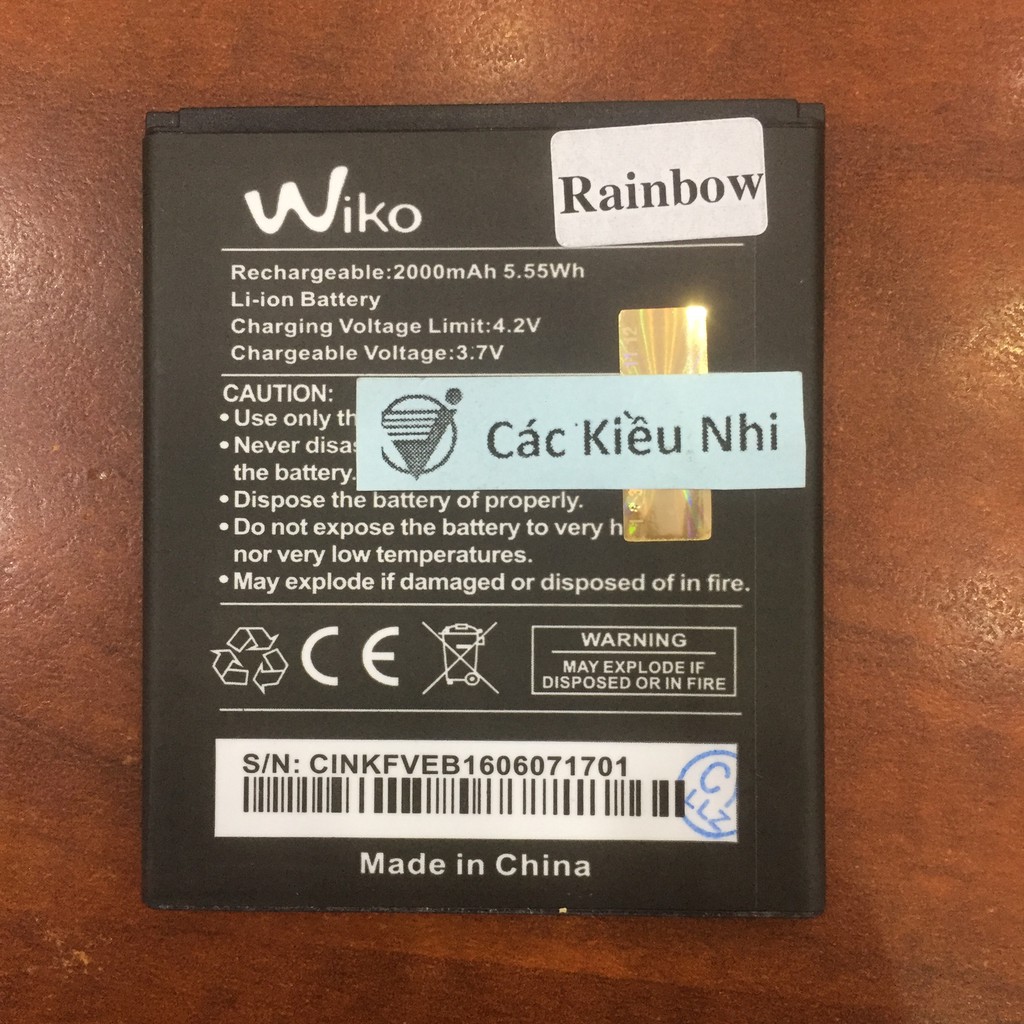 Wiko
Rainbow
Rechargeable:2000mAh 5.55Wh
Li-ion Battery
Charging Voltage Limit:4.2V
Chargeable Voltage:3.7V
CAUTION:
• Use only th
Các Kiều Nhi
• Never disas
the battery.
• Dispose the battery of properly.
• Do not expose the battery to very h
nor very low temperatures.
• May explode if damaged or disposed of in fire.
CE
WARNING
MAY EXPLODE IF
DISPOSED OR IN FIRE
S/N: CINKFVEB1606071701
C
LLZ
Made in China